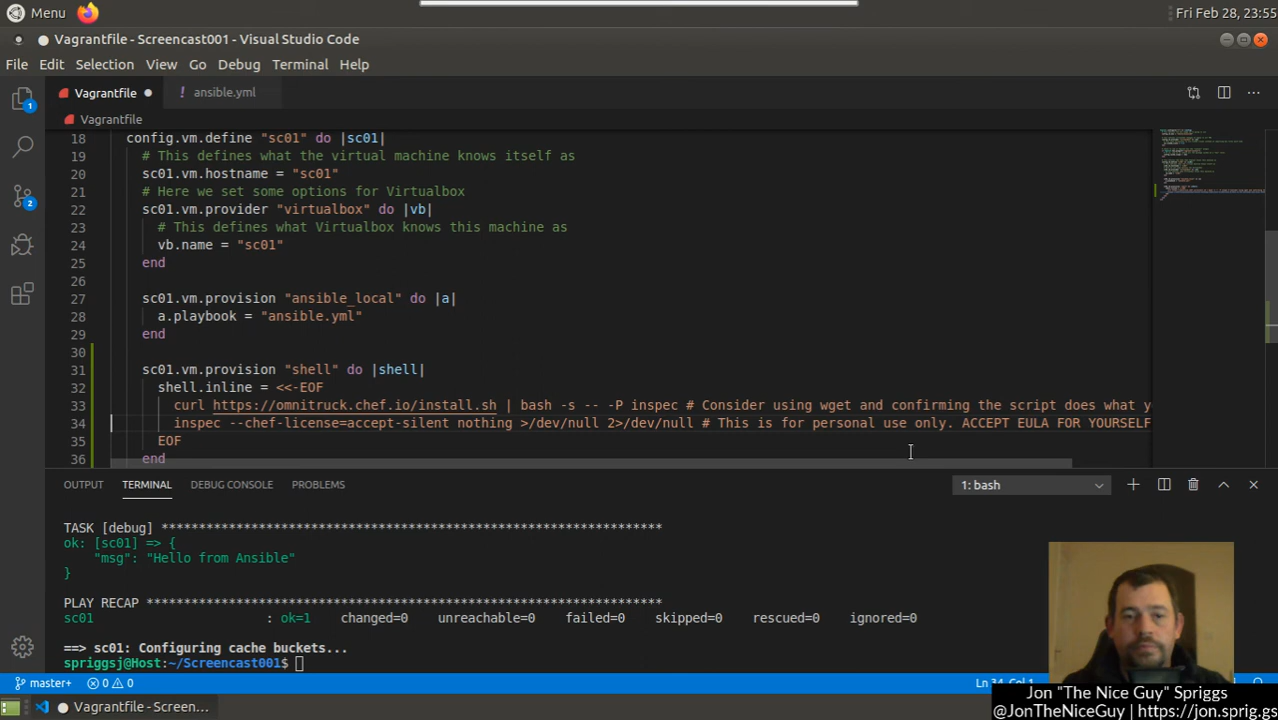 Menu
Fri Feb 28, 23:55
Vagrantfile - Screencast001 - Visual Studio Code
File Edit Selection View Go Debug Terminal Help
Vagrantfile
ansible.yml
Vagrantfile
18 config.vm.define "sc01" do |sc01|
19 # This defines what the virtual machine knows itself as
20 sc01.vm.hostname = "sc01"
21 # Here we set some options for Virtualbox
22 sc01.vm.provider "virtualbox" do |vb|
23 # This defines what Virtualbox knows this machine as
24 vb.name = "sc01"
25 end
26
27 sc01.vm.provision "ansible_local" do |a|
28 a.playbook = "ansible.yml"
29 end
30
31 sc01.vm.provision "shell" do |shell|
32 shell.inline = <<-EOF
33 curl https://omnitruck.chef.io/install.sh | bash -s -- -P inspec # Consider using wget and confirming the script does what
34 inspec --chef-license=accept-silent nothing >/dev/null 2>/dev/null # This is for personal use only. ACCEPT EULA FOR YOURSELF
35 EOF
36 end
OUTPUT TERMINAL DEBUG CONSOLE PROBLEMS
1: bash
TASK [debug] ****************************************************************
ok: [sc01] => {
"msg": "Hello from Ansible"
}
PLAY RECAP ******************************************************************
sc01 : ok=1 changed=0 unreachable=0 failed=0 skipped=0 rescued=0 ignored=0
==> sc01: Configuring cache buckets...
spriggsj@Host:~/Screencast001$
1
2
master+ 0 0
Ln 34, Col 1
Jon "The Nice Guy" Spriggs
@JonTheNiceGuy | https://jon.sprig.gs
Vagrantfile - Screen...